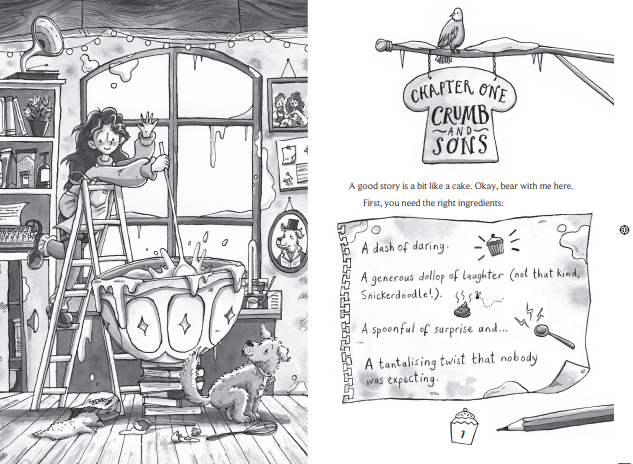 CHAPTER ONE
CRUMB
AND
SONS
A good story is a bit like a cake. Okay, bear with me here.
First, you need the right ingredients:
A dash of daring.
A generous dollop of laughter (not that kind,
Snickerdoodle!).
A spoonful of surprise and...
A tantalising twist that nobody
was expecting.
1